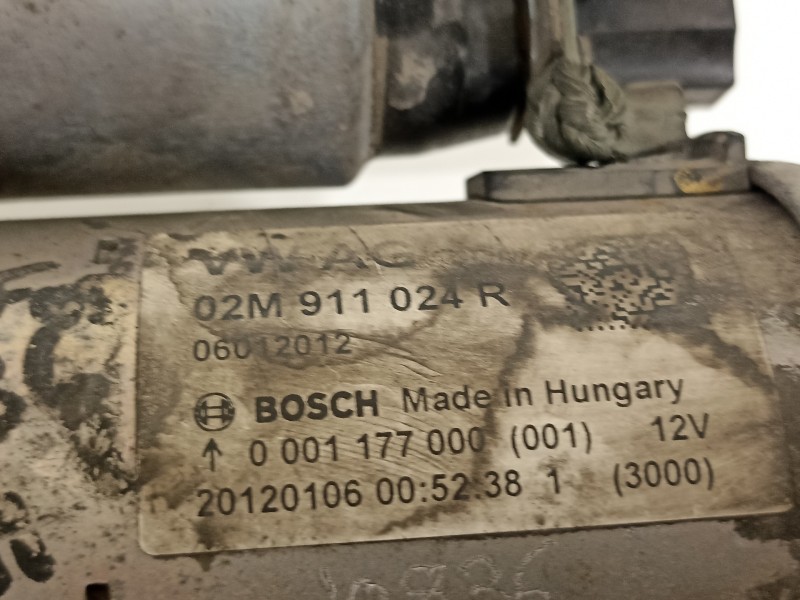 VW AG
02M 911 024 R
06012012
BOSCH Made in Hungary
↑ 0 001 177 000 (001) 12V
20120106 00:52.38 1 (3000)